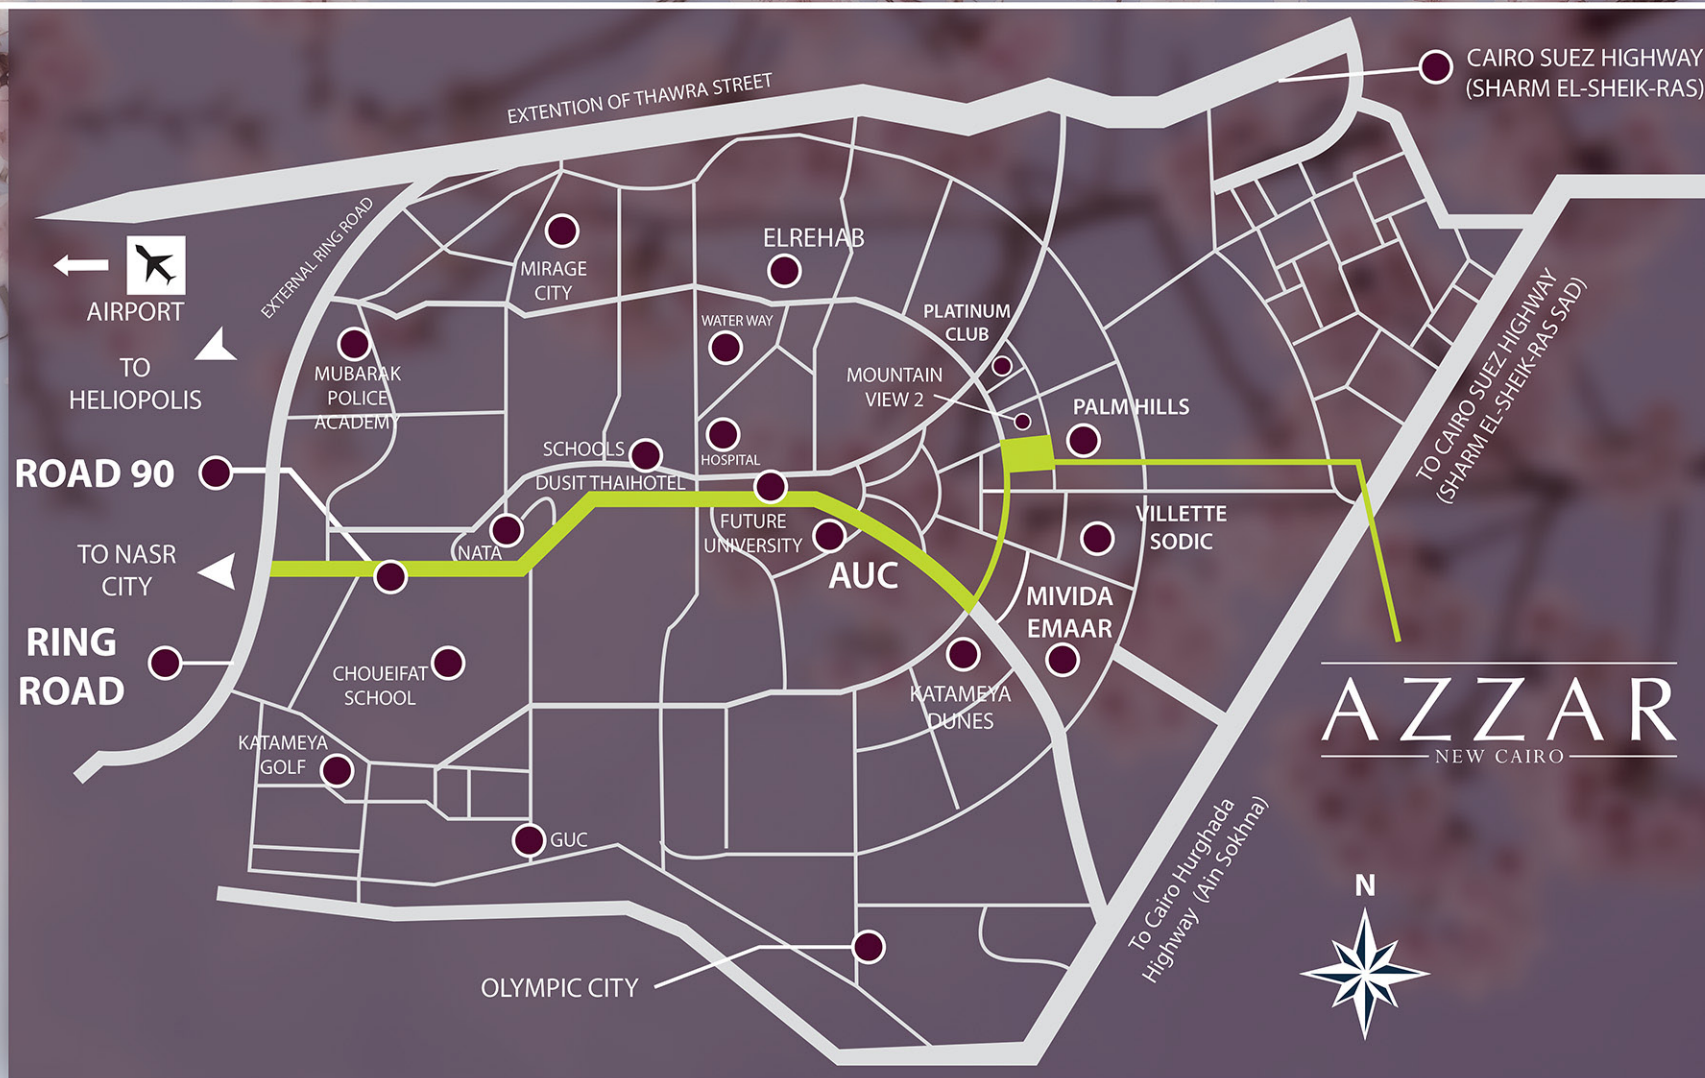 CAIRO SUEZ HIGHWAY
(SHARM EL-SHEIK-RAS)
EXTENTION OF THAWRA STREET
EXTERNAL RING ROAD
AIRPORT
TO
HELIOPOLIS
MIRAGE
CITY
ELREHAB
WATER WAY
PLATINUM
CLUB
MUBARAK
POLICE
ACADEMY
MOUNTAIN
VIEW 2
PALM HILLS
TO CAIRO SUEZ HIGHWAY
(SHARM EL-SHEIK-RAS SAD)
ROAD 90
SCHOOLS
HOSPITAL
DUSIT THAIHOTEL
NATA
FUTURE
UNIVERSITY
AUC
VILLETTE
SODIC
TO NASR
CITY
MIVIDA
EMAAR
RING
ROAD
CHOUEIFAT
SCHOOL
KATAMEYA
DUNES
AZZAR
NEW CAIRO
KATAMEYA
GOLF
GUC
To Cairo Hurghada
Highway (Ain Sokhna)
N
OLYMPIC CITY